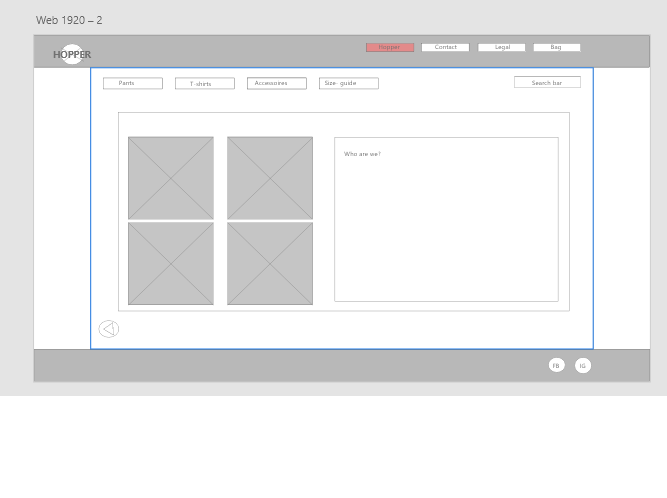 Web 1920 – 2
HOPPER
Hopper
Contact
Legal
Bag
Pants
T-shirts
Accessoires
Size- guide
Search bar
Who are we?
FB
IG